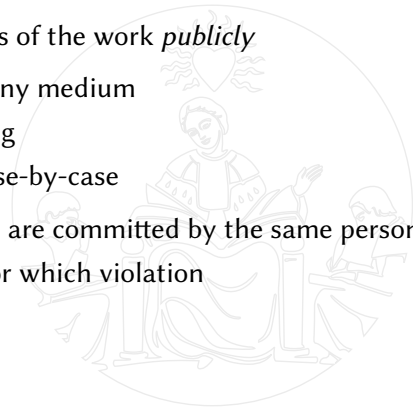 s of the work publicly
ny medium
g
se-by-case
are committed by the same person
or which violation